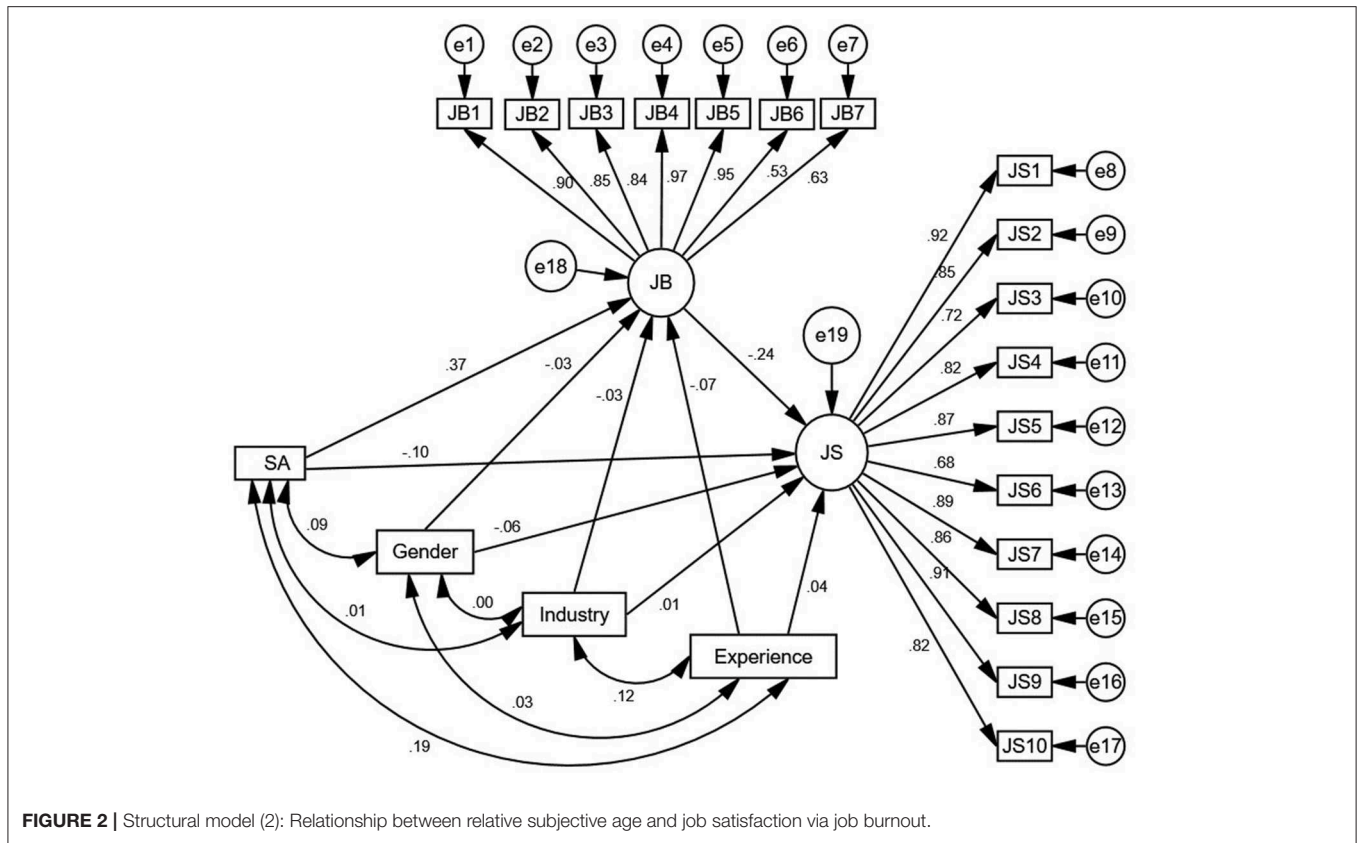 e1 e2 e3 e4 e5 e6 e7
JB1 JB2 JB3 JB4 JB5 JB6 JB7
.90 .85 .84 .97 .95 .53 .63
JS1 e8
JS2 e9
JS3 e10
JS4 e11
JS5 e12
JS6 e13
JS7 e14
JS8 e15
JS9 e16
JS10 e17
.92
.85
.72
.82
.87
.68
.89
.86
.91
.82
e18
JB
e19
JS
.37
-.03
-.03
-.07
-.24
SA
-.10
.09
Gender
-.06
.00
Industry
.01
.01
Experience
.04
.12
.03
.19
FIGURE 2 | Structural model (2): Relationship between relative subjective age and job satisfaction via job burnout.